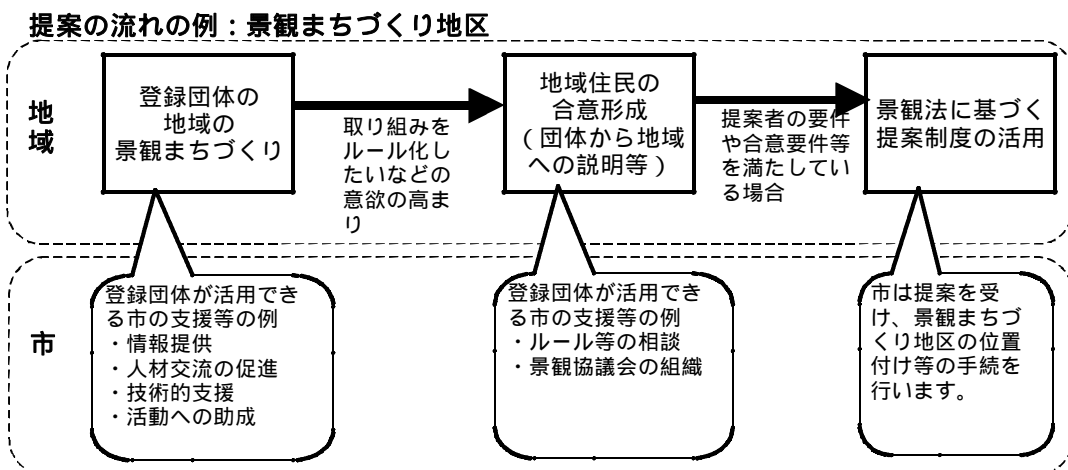 提案の流れの例：景観まちづくり地区
地域
登録団体の
地域の
景観まちづくり
取り組みを
ルール化し
たいなどの
意欲の高ま
り
地域住民の
合意形成
（団体から地域
への説明等）
提案者の要件
や合意要件等
を満たしてい
る場合
景観法に基づく
提案制度の活用
市
登録団体が活用でき
る市の支援等の例
・情報提供
・人材交流の促進
・技術的支援
・活動への助成
登録団体が活用でき
る市の支援等の例
・ルール等の相談
・景観協議会の組織
市は提案を受
け、景観まちづ
くり地区の位置
付け等の手続を
行います。